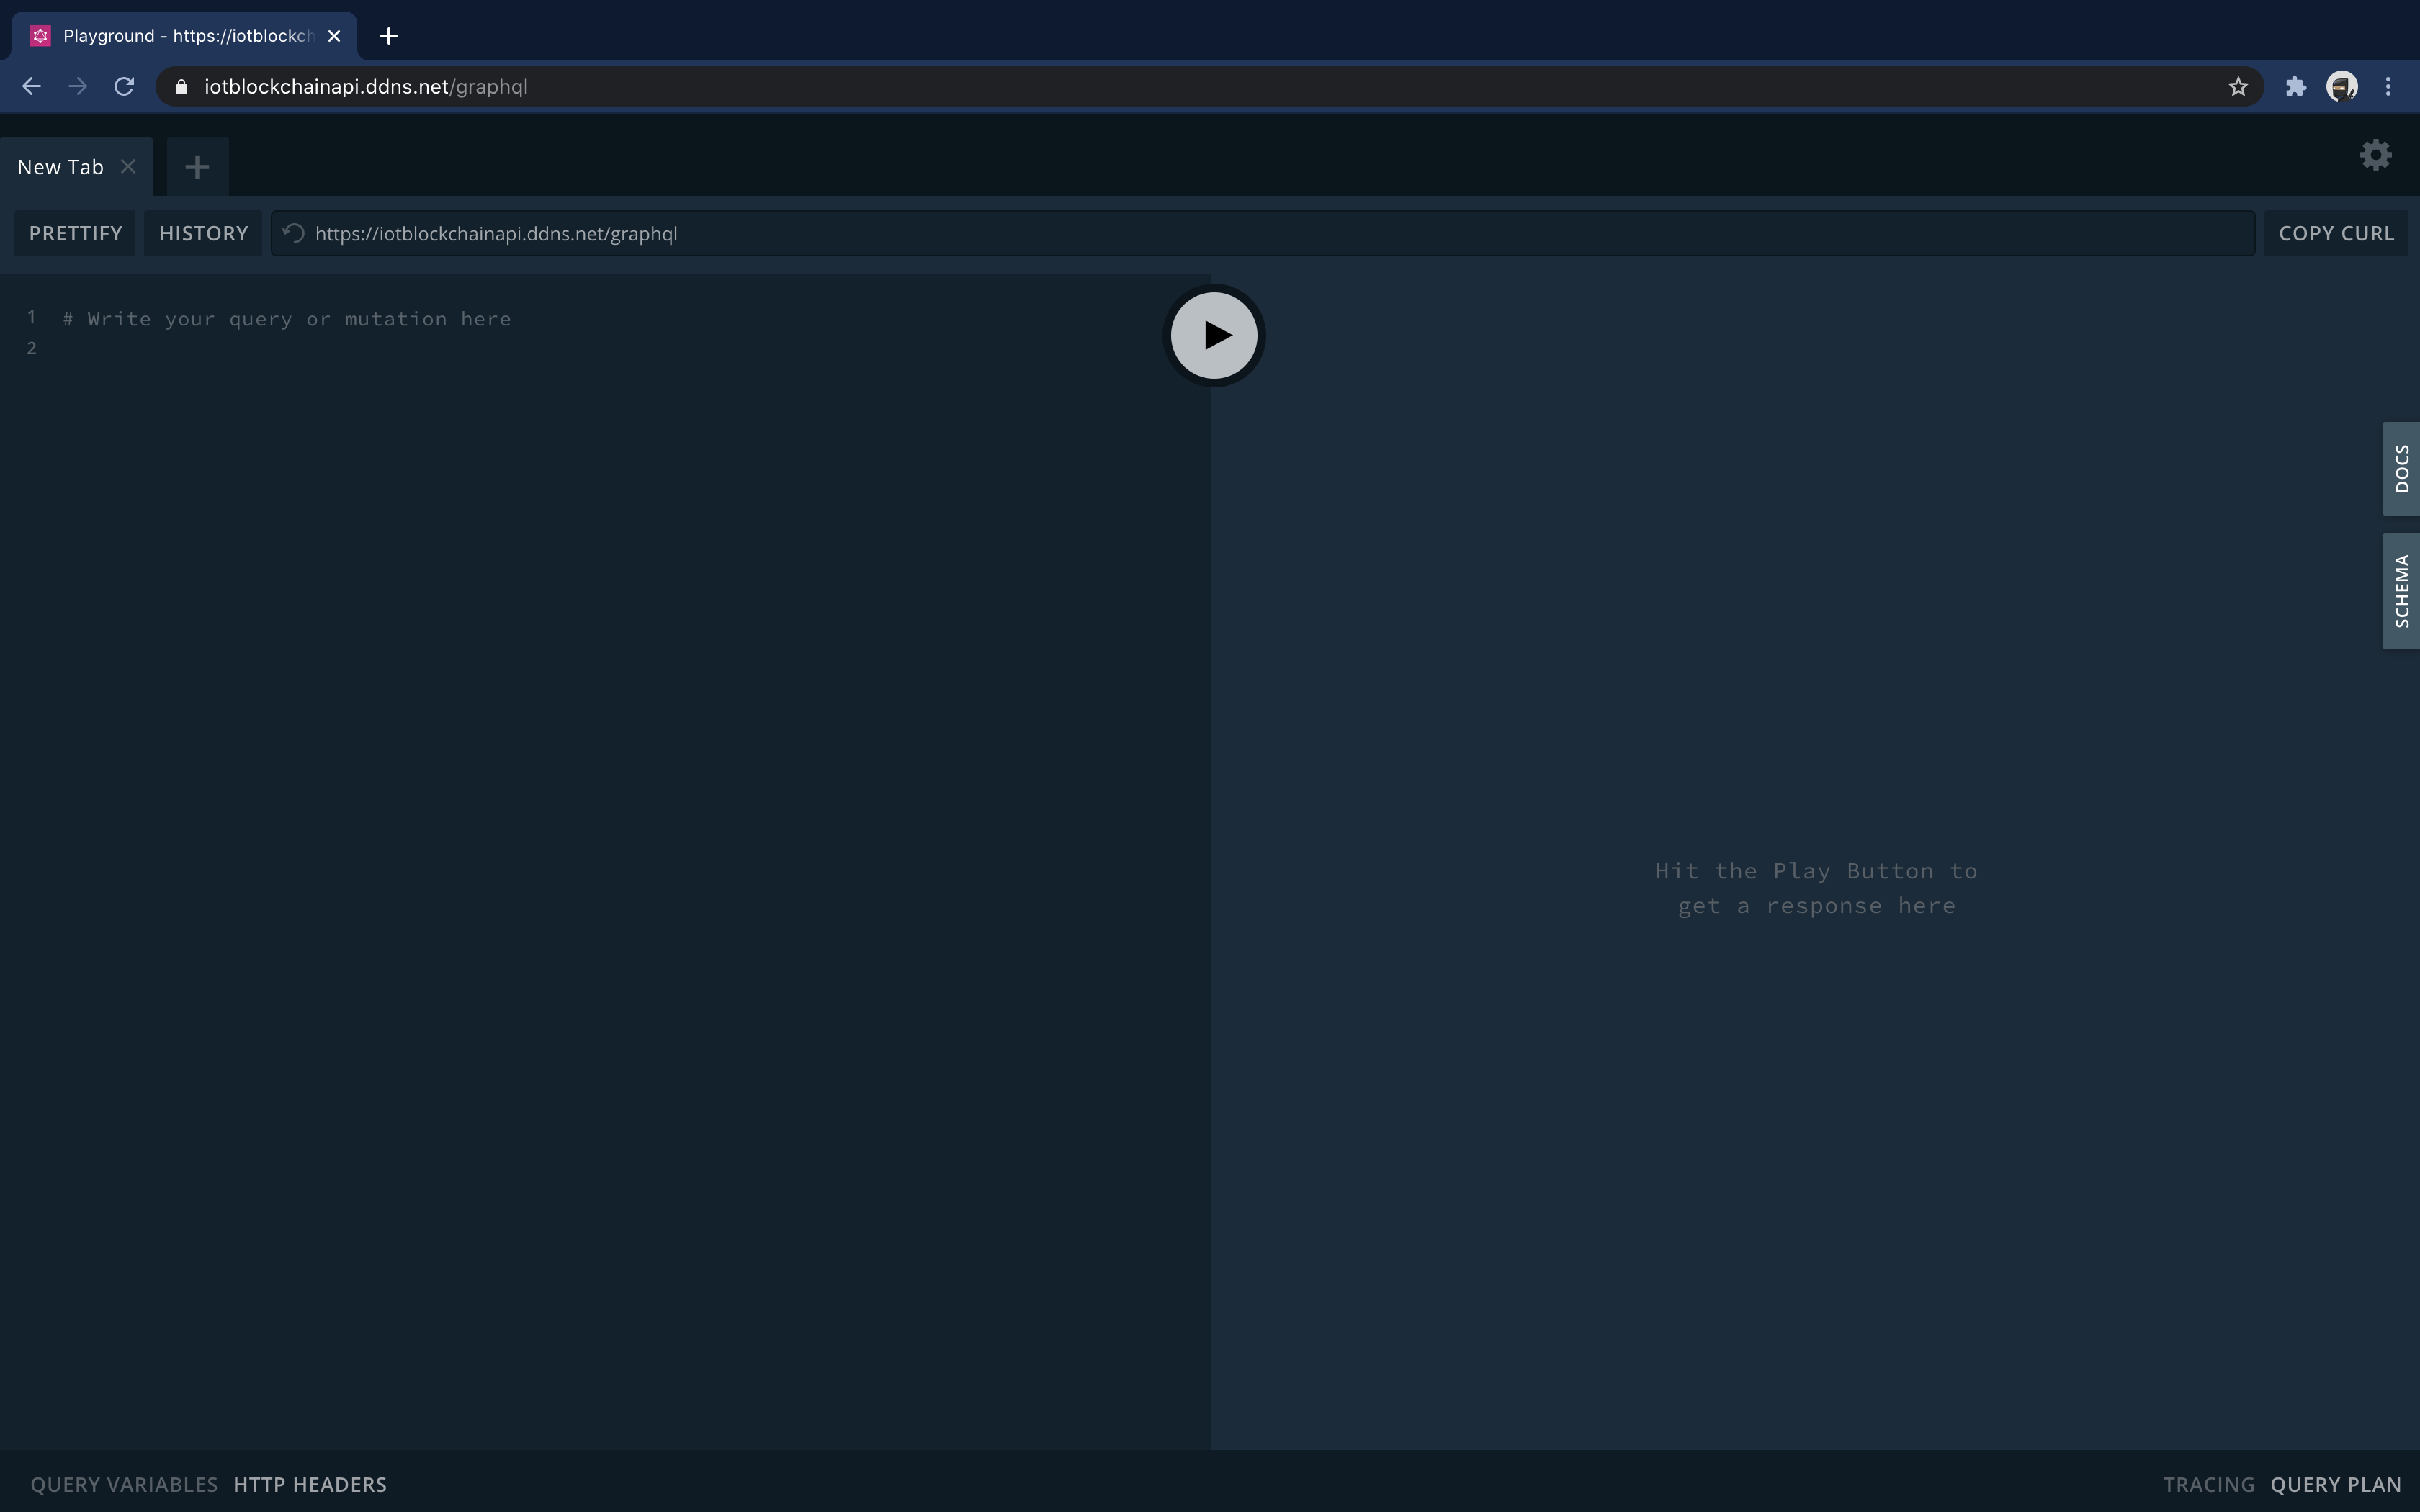 Playground - https://iotblockch
iotblockchainapi.ddns.net/graphql
New Tab
PRETTIFY HISTORY https://iotblockchainapi.ddns.net/graphql COPY CURL
1 # Write your query or mutation here
2
DOCS
SCHEMA
Hit the Play Button to
get a response here
QUERY VARIABLES HTTP HEADERS TRACING QUERY PLAN